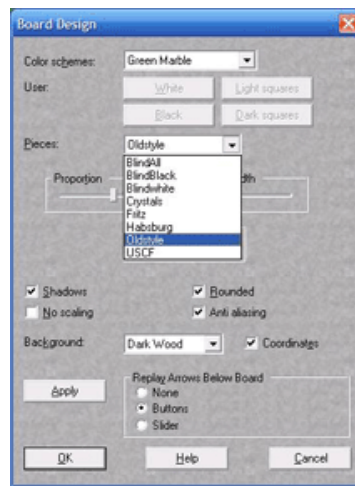 Board Design
Color schemes: Green Marble
User: White Light squares
Black Dark squares
Pieces: Oldstyle
BlindAll
BlindBlack
Blindwhite
Crystals
Fritz
Habsburg
Oldstyle
USCF
Proportion dth
Shadows Rounded
No scaling Anti aliasing
Background: Dark Wood Coordinates
Replay Arrows Below Board
Apply None
Buttons
Slider
OK Help Cancel